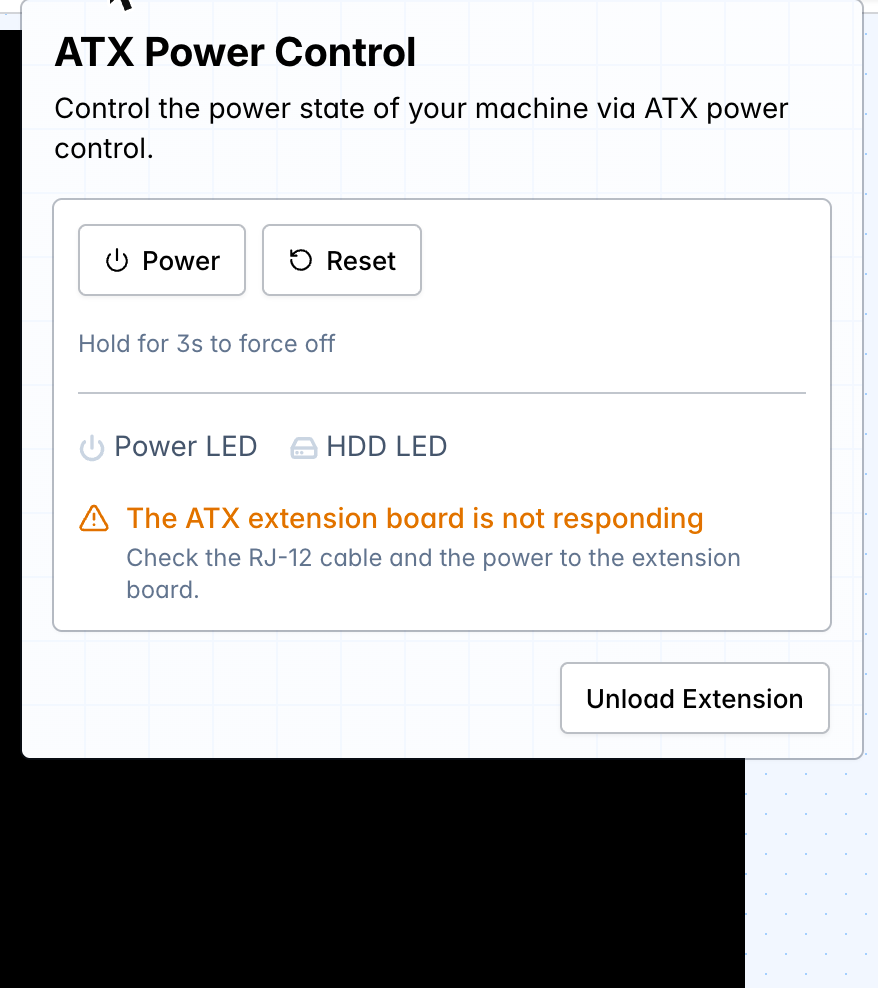 ATX Power Control
Control the power state of your machine via ATX power
control.
Power
Reset
Hold for 3s to force off
Power LED
HDD LED
The ATX extension board is not responding
Check the RJ-12 cable and the power to the extension
board.
Unload Extension